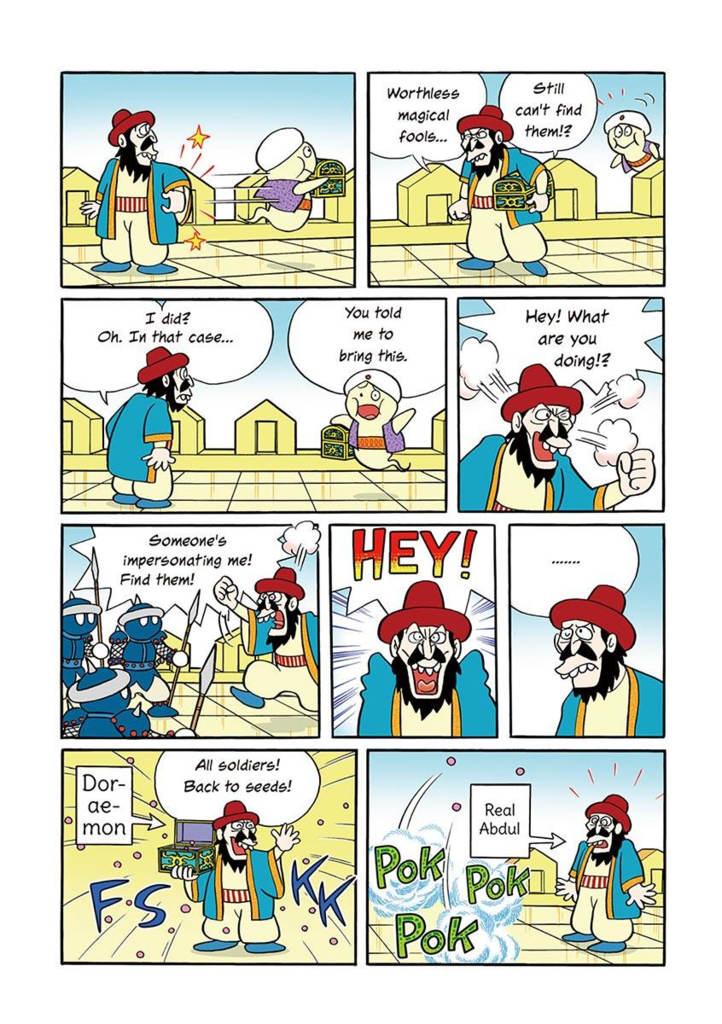 Still
can't find
them!?
Worthless
magical
fools...
Hey! What
are you
doing!?
You told
me to
bring this.
I did?
Oh. In that case...
.......
HEY!
Someone's
impersonating me!
Find them!
Real
Abdul
POK
POK
POK
All soldiers!
Back to seeds!
Dor-
ae-
mon
FS
KK